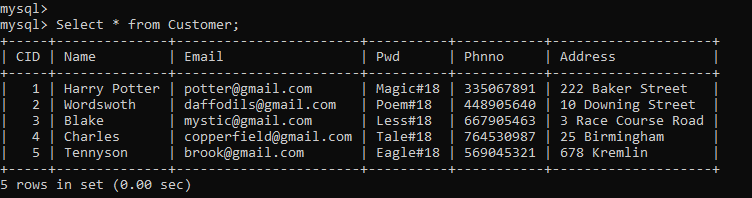 mysql>
mysql> Select * from Customer;
+-----+--------------+-----------------------+----------+-----------+--------------------+
| CID | Name         | Email                 | Pwd      | Phnno     | Address            |
+-----+--------------+-----------------------+----------+-----------+--------------------+
|   1 | Harry Potter | potter@gmail.com      | Magic#18 | 335067891 | 222 Baker Street   |
|   2 | Wordswoth    | daffodils@gmail.com   | Poem#18  | 448905640 | 10 Downing Street  |
|   3 | Blake        | mystic@gmail.com      | Less#18  | 667905463 | 3 Race Course Road |
|   4 | Charles      | copperfield@gmail.com | Tale#18  | 764530987 | 25 Birmingham      |
|   5 | Tennyson     | brook@gmail.com       | Eagle#18 | 569045321 | 678 Kremlin        |
+-----+--------------+-----------------------+----------+-----------+--------------------+
5 rows in set (0.00 sec)